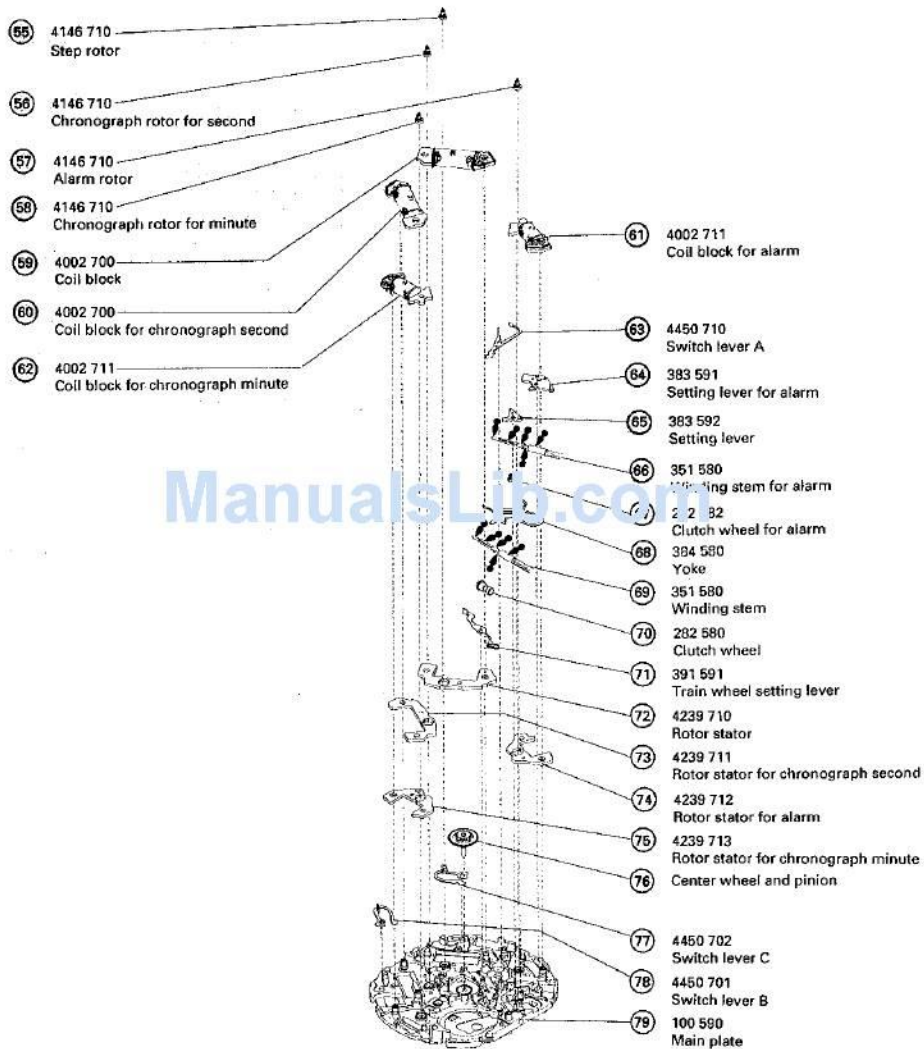 55 4146 710
Step rotor
56 4146 710
Chronograph rotor for second
57 4146 710
Alarm rotor
58 4146 710
Chronograph rotor for minute
59 4002 700
Coil block
60 4002 700
Coil block for chronograph second
62 4002 711
Coil block for chronograph minute
61 4002 711
Coil block for alarm
63 4450 710
Switch lever A
64 383 591
Setting lever for alarm
65 383 592
Setting lever
66 351 580
Winding stem for alarm
Clutch wheel for alarm
68 384 580
Yoke
69 351 580
Winding stem
70 282 580
Clutch wheel
71 391 591
Train wheel setting lever
72 4239 710
Rotor stator
73 4239 711
Rotor stator for chronograph second
74 4239 712
Rotor stator for alarm
75 4239 713
Rotor stator for chronograph minute
76 Center wheel and pinion
77 4450 702
Switch lever C
78 4450 701
Switch lever B
79 100 590
Main plate
ManualsLib.com